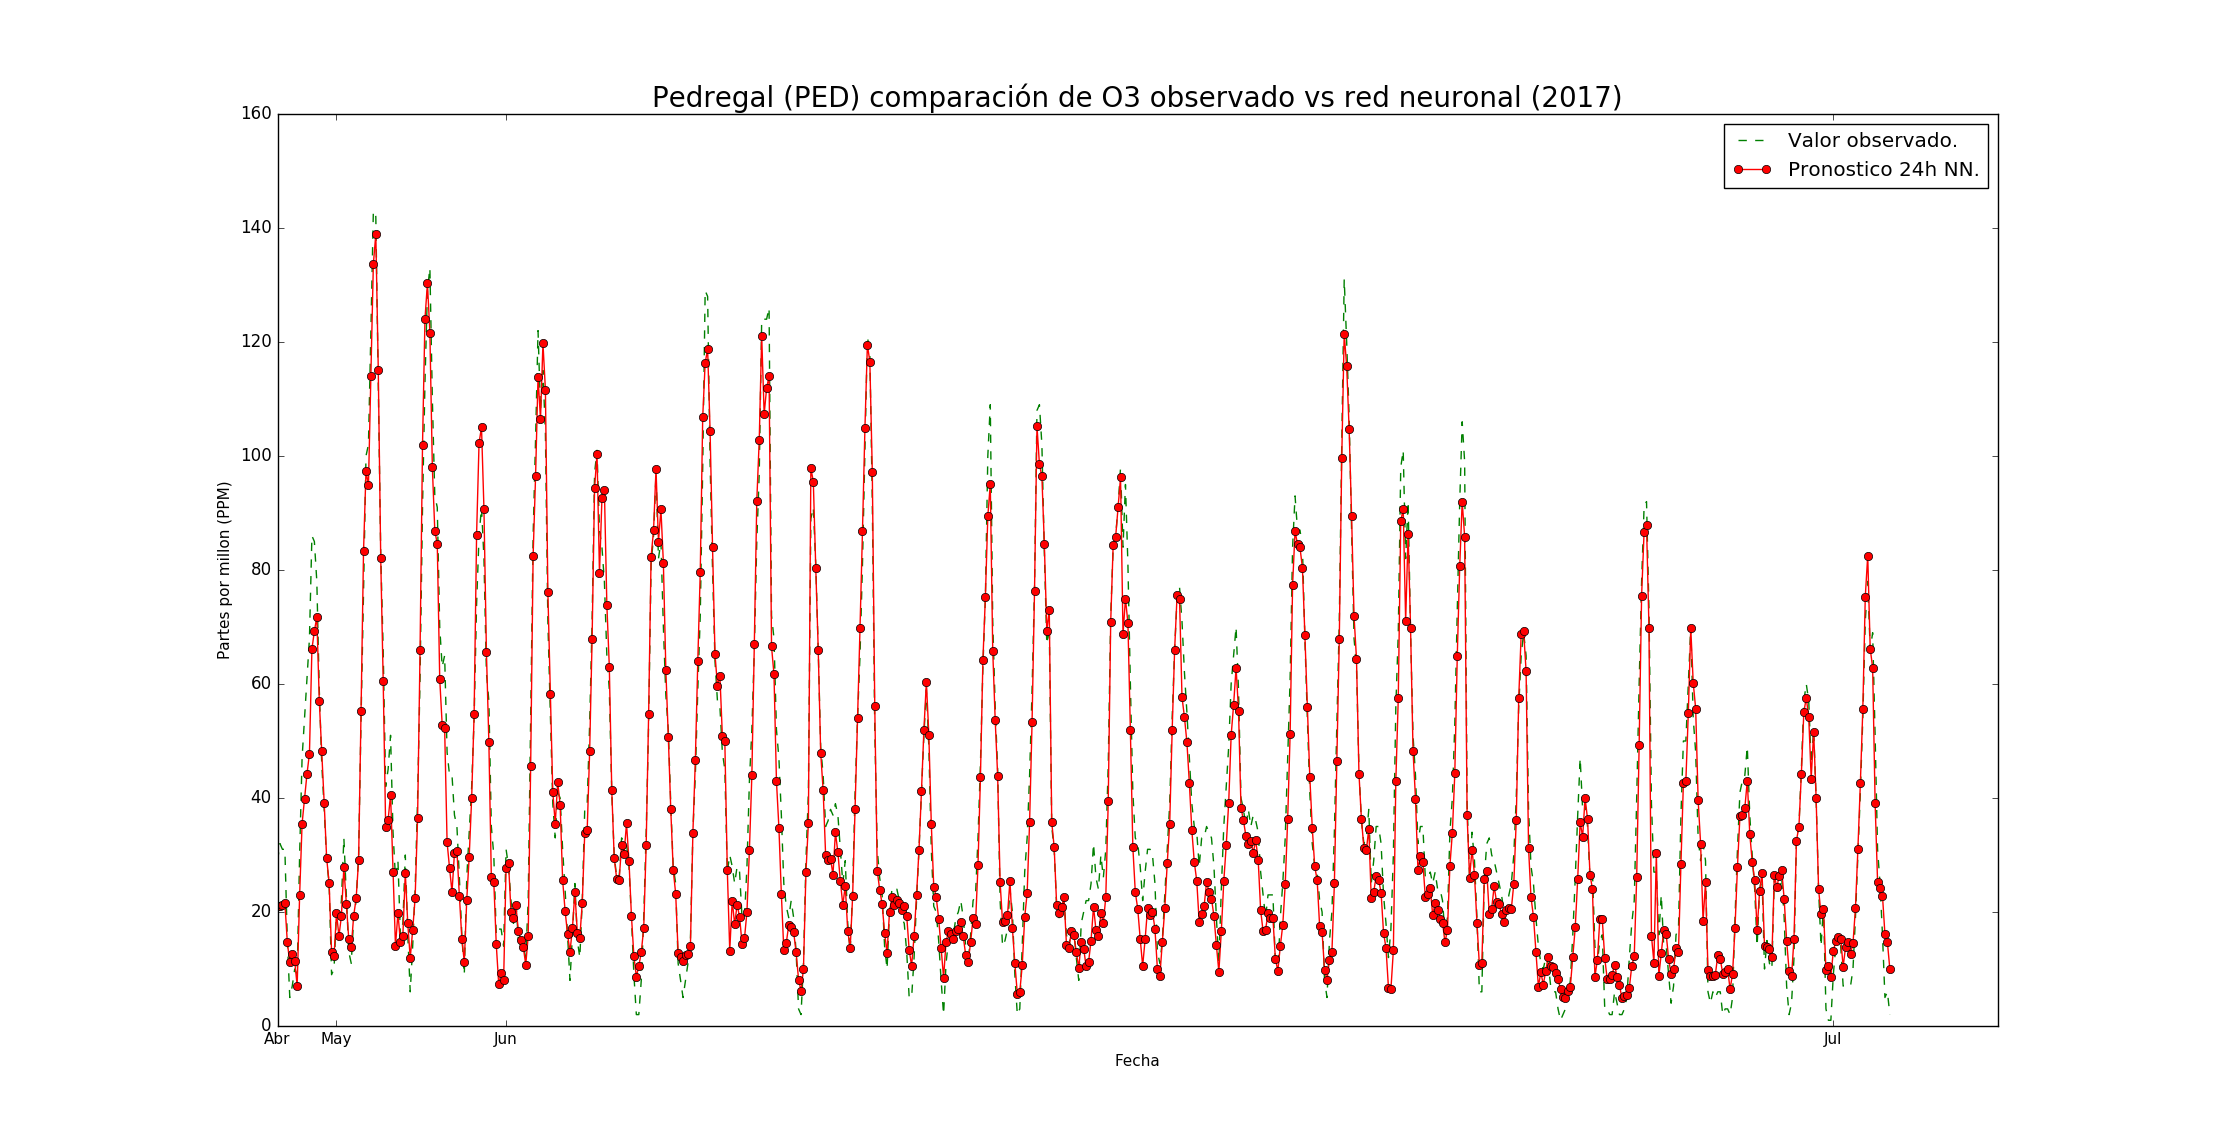 Pedregal (PED) comparación de O3 observado vs red neuronal (2017)
Valor observado.
Pronostico 24h NN.
Partes por millon (PPM)
160
140
120
100
80
60
40
20
0
Abr May Jun Jul
Fecha